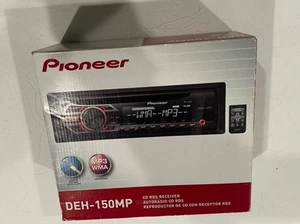 Pioneer
Pioneer
WMA-MP3
MP3
WMA
DEH-150MP
CD RDS RECEIVER
AUTORADIO CD RDS
REPRODUCTOR DE CD CON RECEPTOR RDS